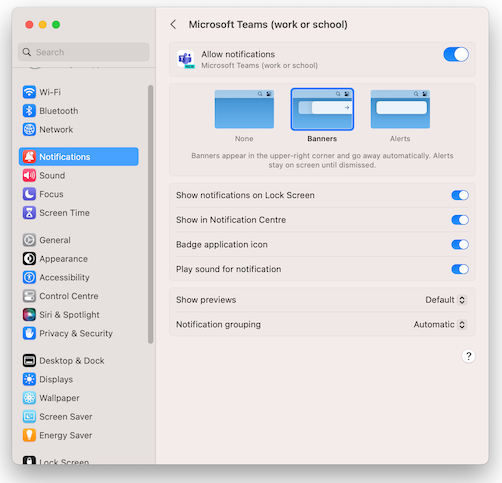 Microsoft Teams (work or school)
Search
Wi-Fi
Bluetooth
Network
Notifications
Sound
Focus
Screen Time
General
Appearance
Accessibility
Control Centre
Siri & Spotlight
Privacy & Security
Desktop & Dock
Displays
Wallpaper
Screen Saver
Energy Saver
Lock Screen
Allow notifications
Microsoft Teams (work or school)
None
Banners
Alerts
Banners appear in the upper-right corner and go away automatically. Alerts
stay on screen until dismissed.
Show notifications on Lock Screen
Show in Notification Centre
Badge application icon
Play sound for notification
Show previews Default
Notification grouping Automatic
?